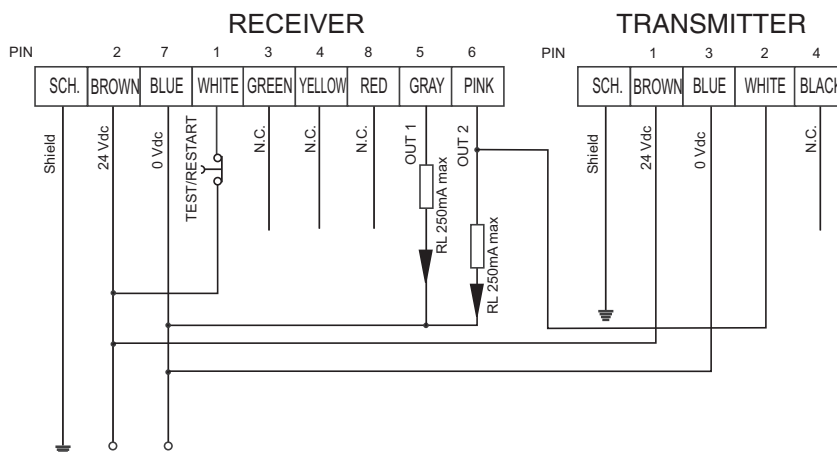 RECEIVER
TRANSMITTER
PIN 2 7 1 3 4 8 5 6
PIN 1 3 2 4
SCH. BROWN BLUE WHITE GREEN YELLOW RED GRAY PINK
SCH. BROWN BLUE WHITE BLACK
Shield
24 Vdc
0 Vdc
TEST/RESTART
N.C.
N.C.
N.C.
OUT 1
RL 250mA max
OUT 2
RL 250mA max
Shield
24 Vdc
0 Vdc
N.C.